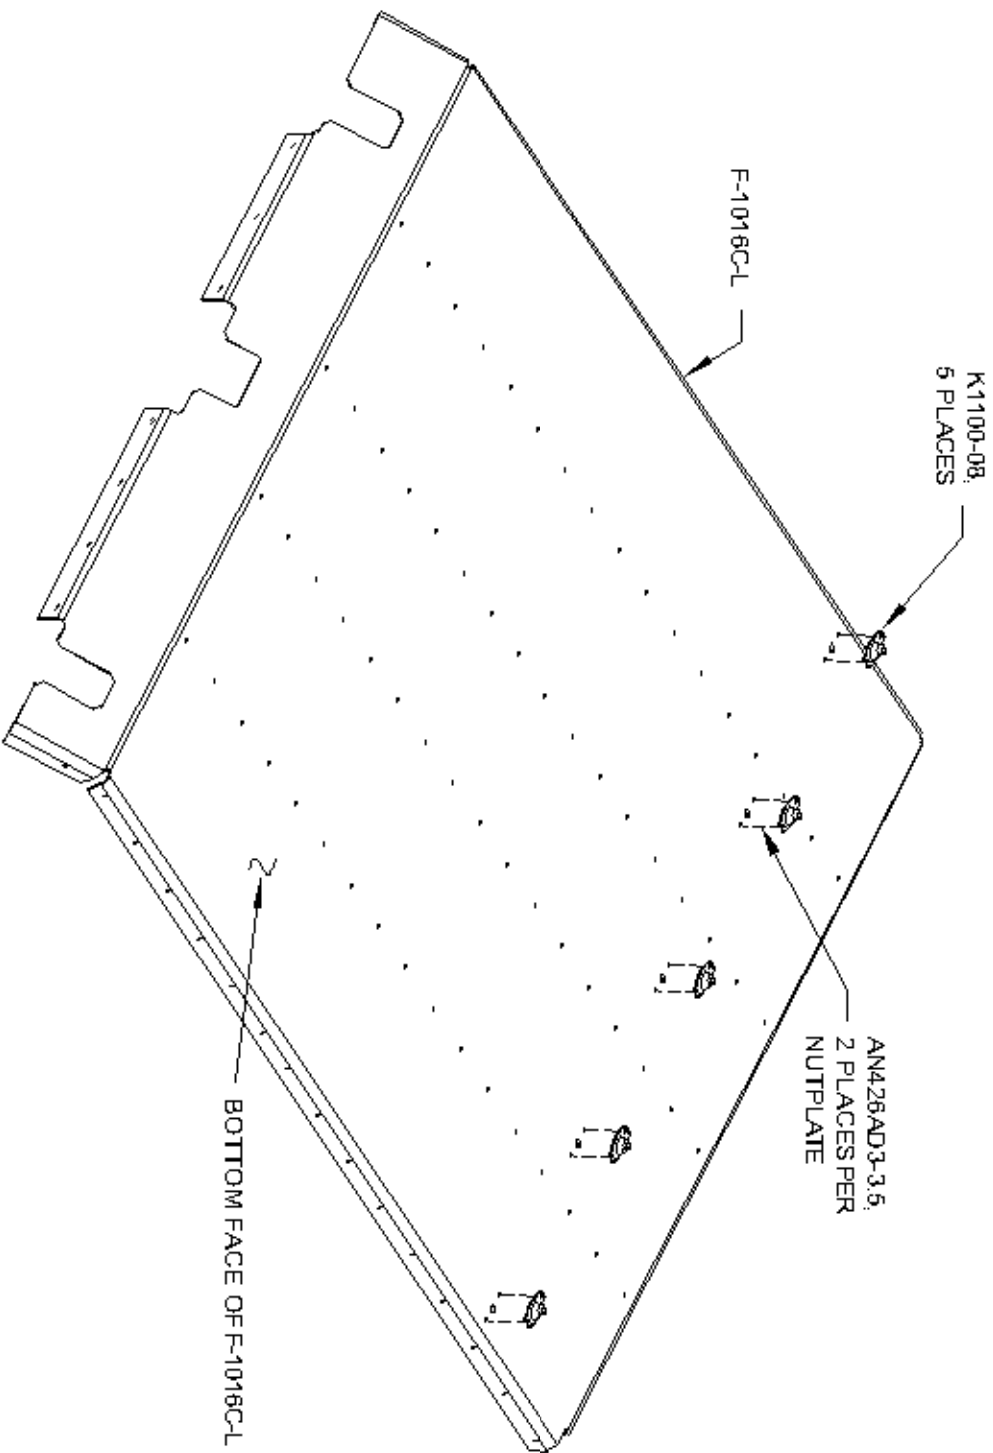 F-1016C-L
K1100-08,
5 PLACES
AN426AD3-3.5,
2 PLACES PER
NUTPLATE
BOTTOM FACE OF F-1016C-L